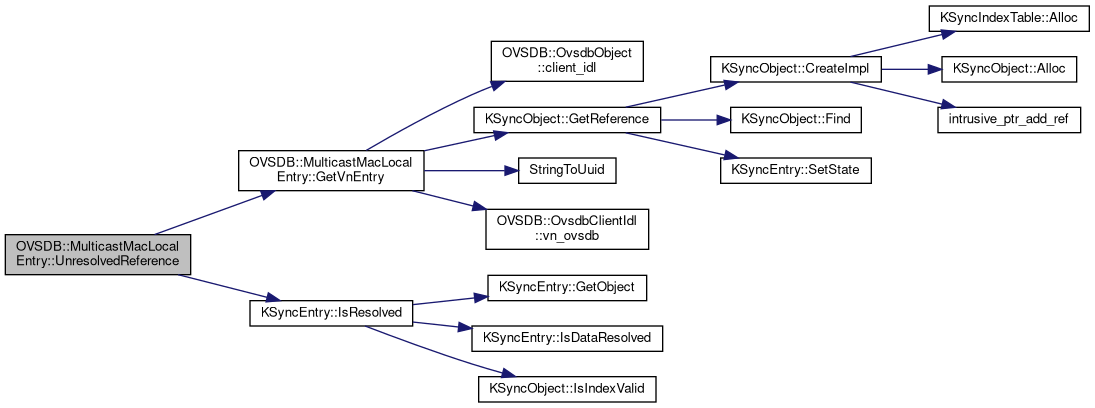 OVSDB::MulticastMacLocal
Entry::UnresolvedReference
OVSDB::MulticastMacLocal
Entry::GetVnEntry
OVSDB::OvsdbObject
::client_idl
KSyncObject::GetReference
KSyncObject::CreateImpl
KSyncIndexTable::Alloc
KSyncObject::Alloc
intrusive_ptr_add_ref
KSyncObject::Find
KSyncEntry::SetState
StringToUuid
OVSDB::OvsdbClientIdl
::vn_ovsdb
KSyncEntry::IsResolved
KSyncEntry::GetObject
KSyncEntry::IsDataResolved
KSyncObject::IsIndexValid